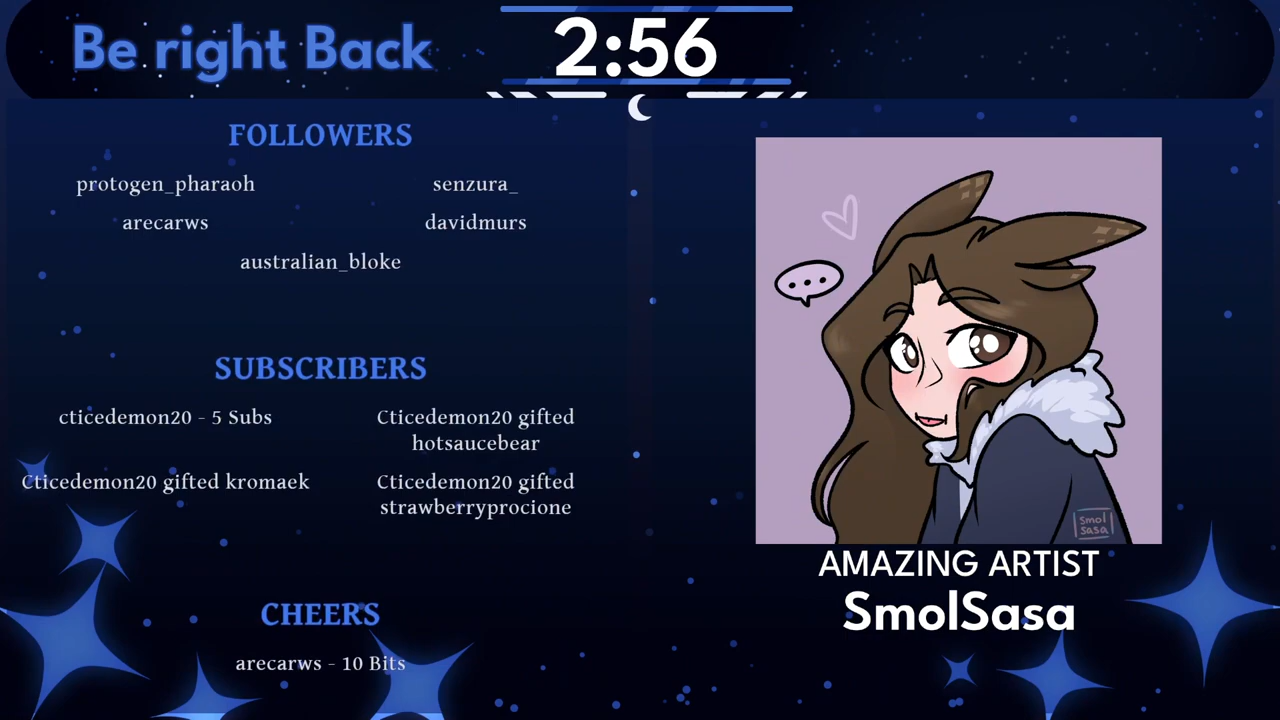 Be right Back
2:56
FOLLOWERS
protogen_pharaoh
senzura_
arecarws
davidmurs
australian_bloke
SUBSCRIBERS
cticedemon20 - 5 Subs
Cticedemon20 gifted
hotsaucebear
Cticedemon20 gifted kromaek
Cticedemon20 gifted
strawberryprocione
CHEERS
arecarws - 10 Bits
smol
sasa
AMAZING ARTIST
SmolSasa